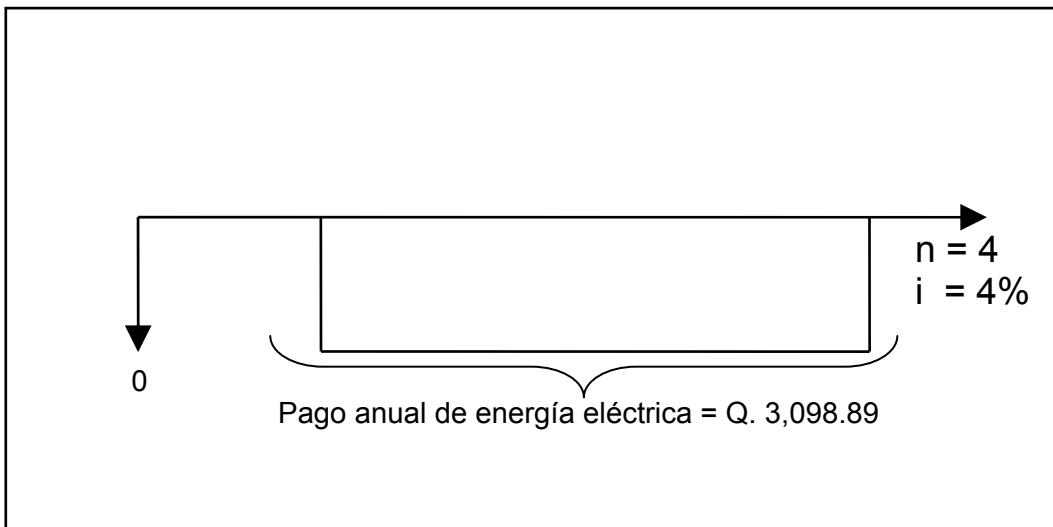 n = 4
i = 4%
0
Pago anual de energía eléctrica = Q. 3,098.89